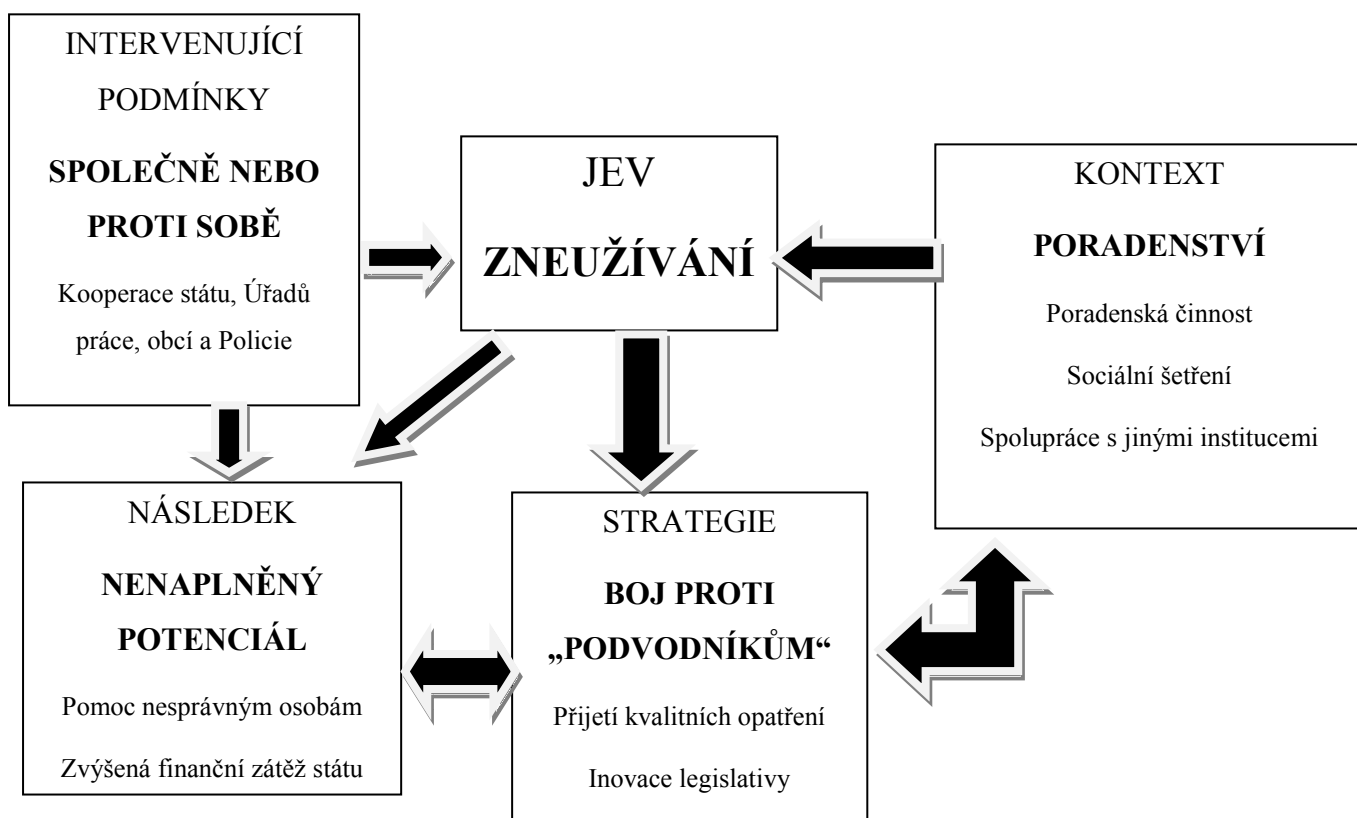 INTERVENUJÍCÍ
PODMÍNKY
SPOLEČNĚ NEBO
PROTI SOBĚ
Kooperace státu, Úřadů
práce, obcí a Policie
JEV
ZNEUŽÍVÁNÍ
KONTEXT
PORADENSTVÍ
Poradenská činnost
Sociální šetření
Spolupráce s jinými institucemi
NÁSLEDEK
NENAPLNĚNÝ
POTENCIÁL
Pomoc nesprávným osobám
Zvýšená finanční zátěž státu
STRATEGIE
BOJ PROTI
„PODVODNÍKŮM“
Přijetí kvalitních opatření
Inovace legislativy